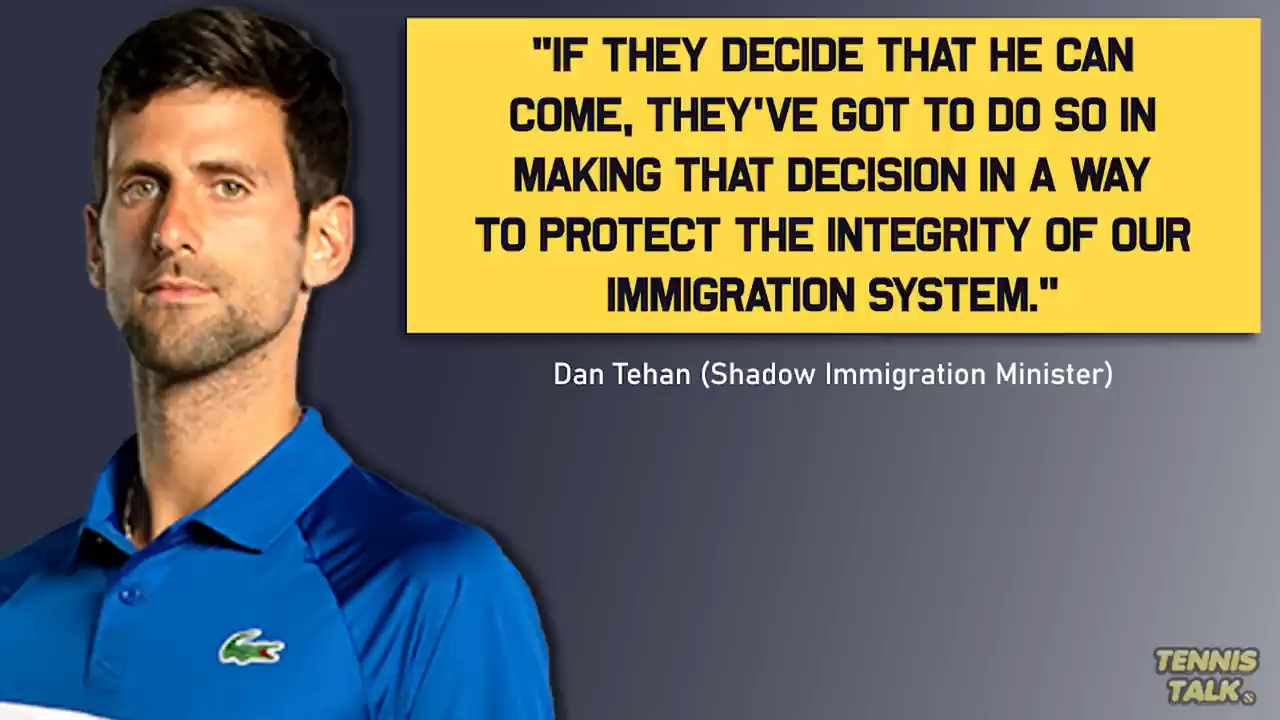 "IF THEY DECIDE THAT HE CAN
COME, THEY'VE GOT TO DO SO IN
MAKING THAT DECISION IN A WAY
TO PROTECT THE INTEGRITY OF OUR
IMMIGRATION SYSTEM."
Dan Tehan (Shadow Immigration Minister)
TENNIS
TALK